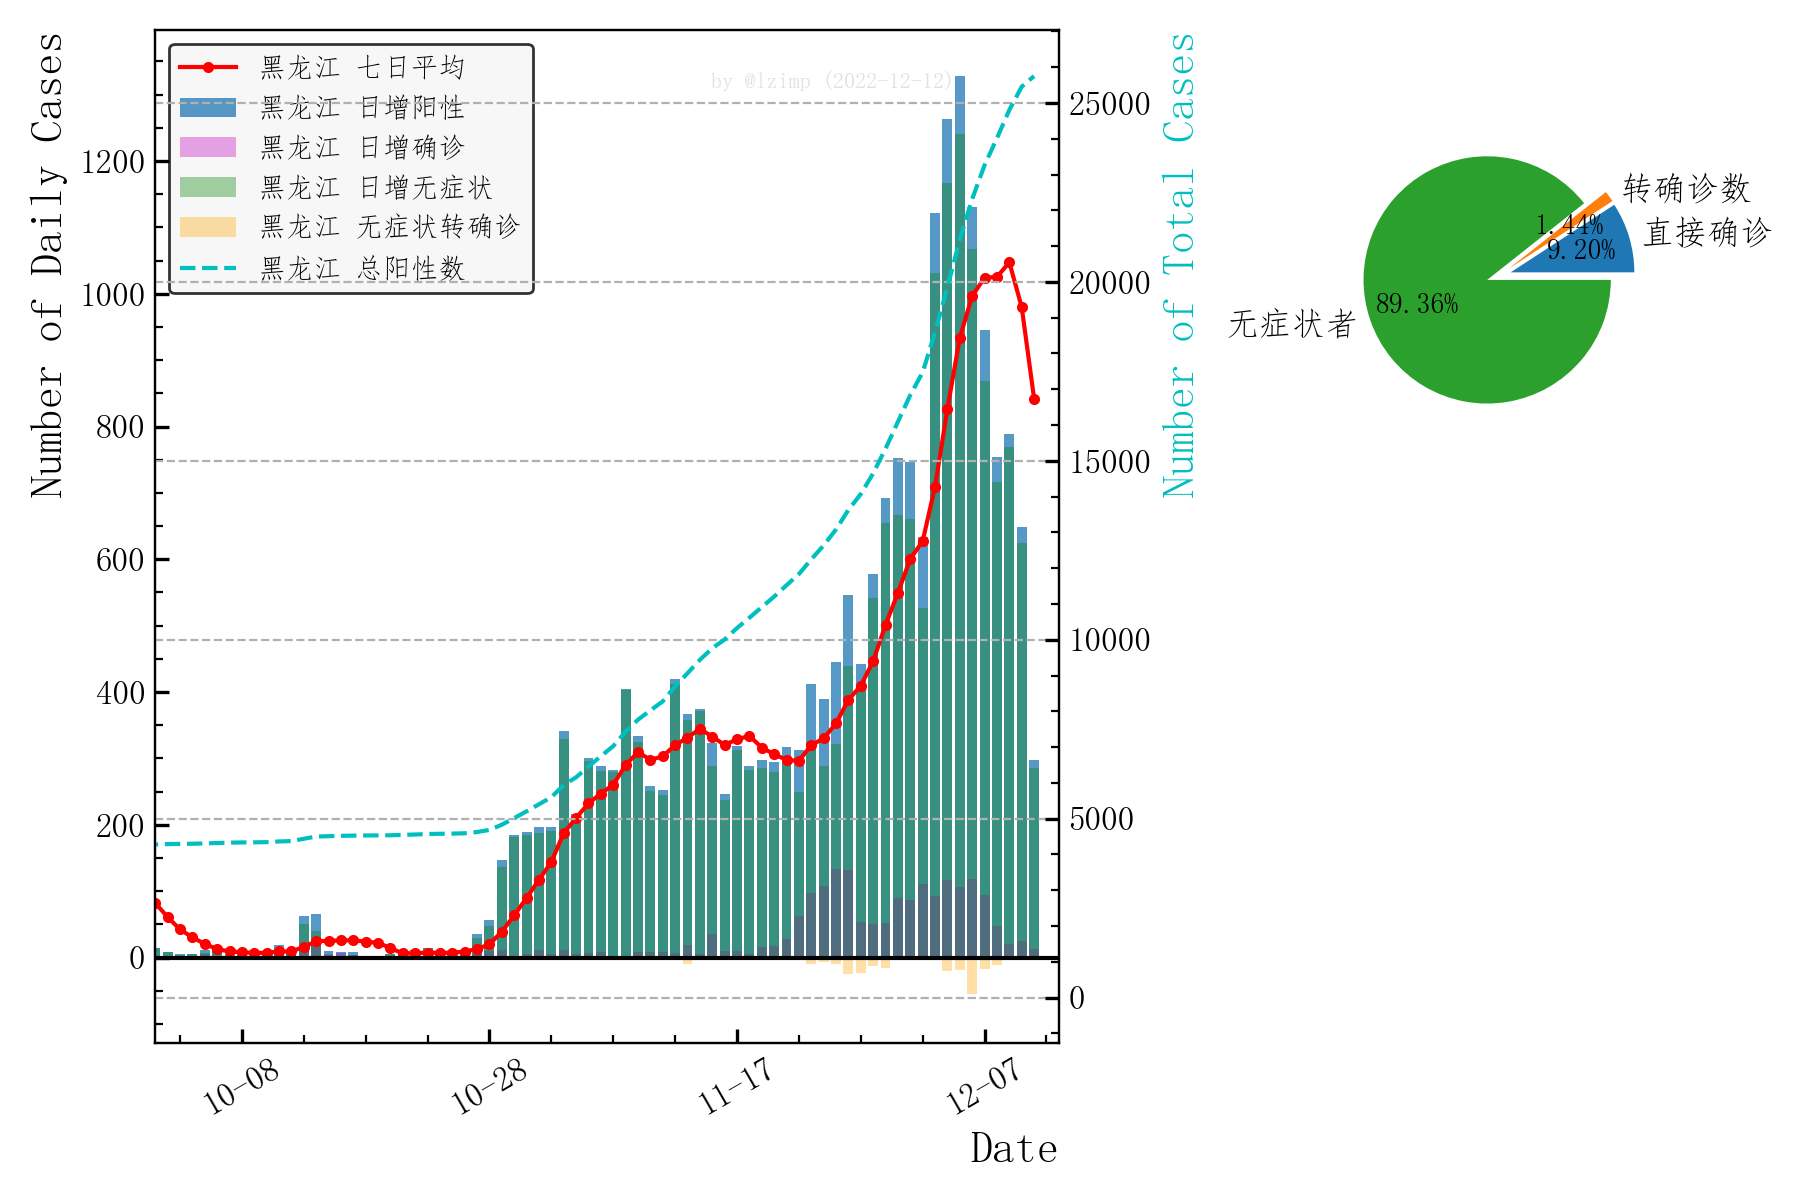 黑龙江 七日平均
黑龙江 日增阳性
黑龙江 日增确诊
黑龙江 日增无症状
黑龙江 无症状转确诊
黑龙江 总阳性数
by @lzimp (2022-12-12)
Number of Daily Cases
1200
1000
800
600
400
200
0
25000
20000
15000
10000
5000
0
Number of Total Cases
10-08
10-28
11-17
12-07
Date
转确诊数
直接确诊
无症状者
1.44%
9.20%
89.36%